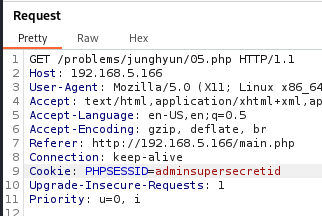 Request
Pretty Raw Hex
1 GET /problems/junghyun/05.php HTTP/1.1
2 Host: 192.168.5.166
3 User-Agent: Mozilla/5.0 (X11; Linux x86_64
4 Accept: text/html,application/xhtml+xml,ap
5 Accept-Language: en-US,en;q=0.5
6 Accept-Encoding: gzip, deflate, br
7 Referer: http://192.168.5.166/main.php
8 Connection: keep-alive
9 Cookie: PHPSESSID=adminsupersecretid
10 Upgrade-Insecure-Requests: 1
11 Priority: u=0, i
12